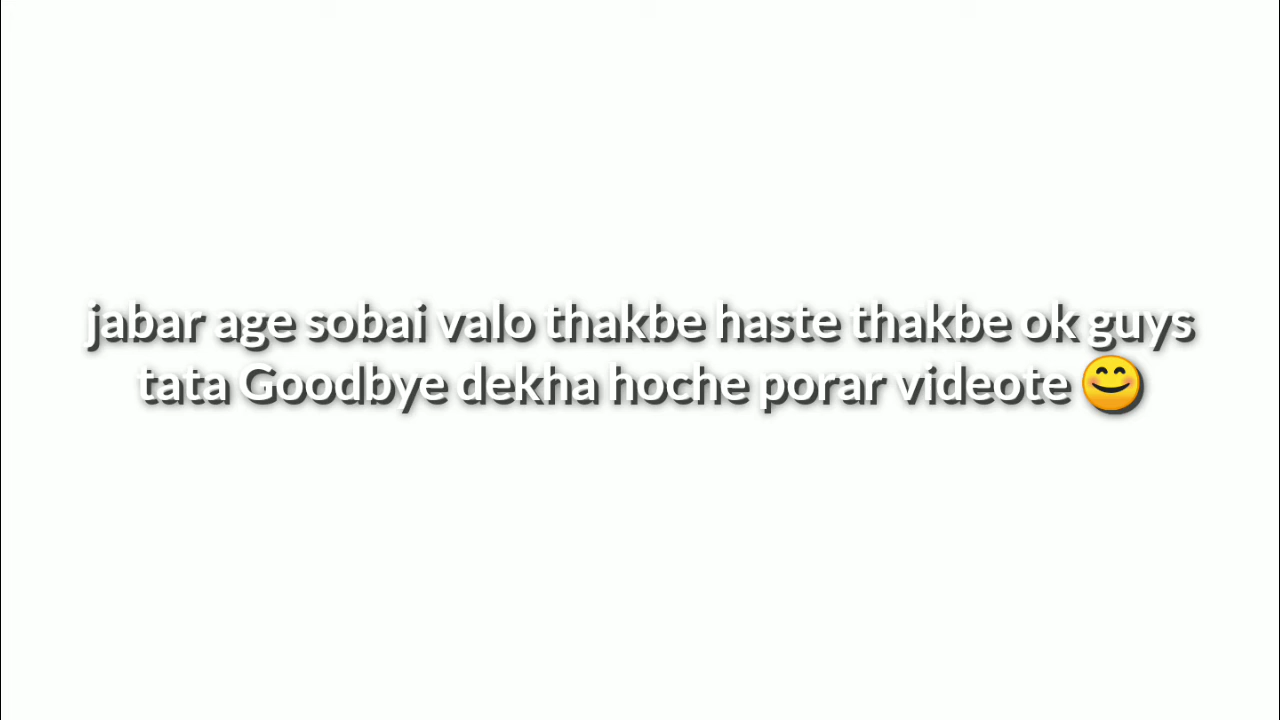 jabar age sobai valo thakbe haste thakbe ok guys
tata Goodbye dekha hoche porar videote 😊